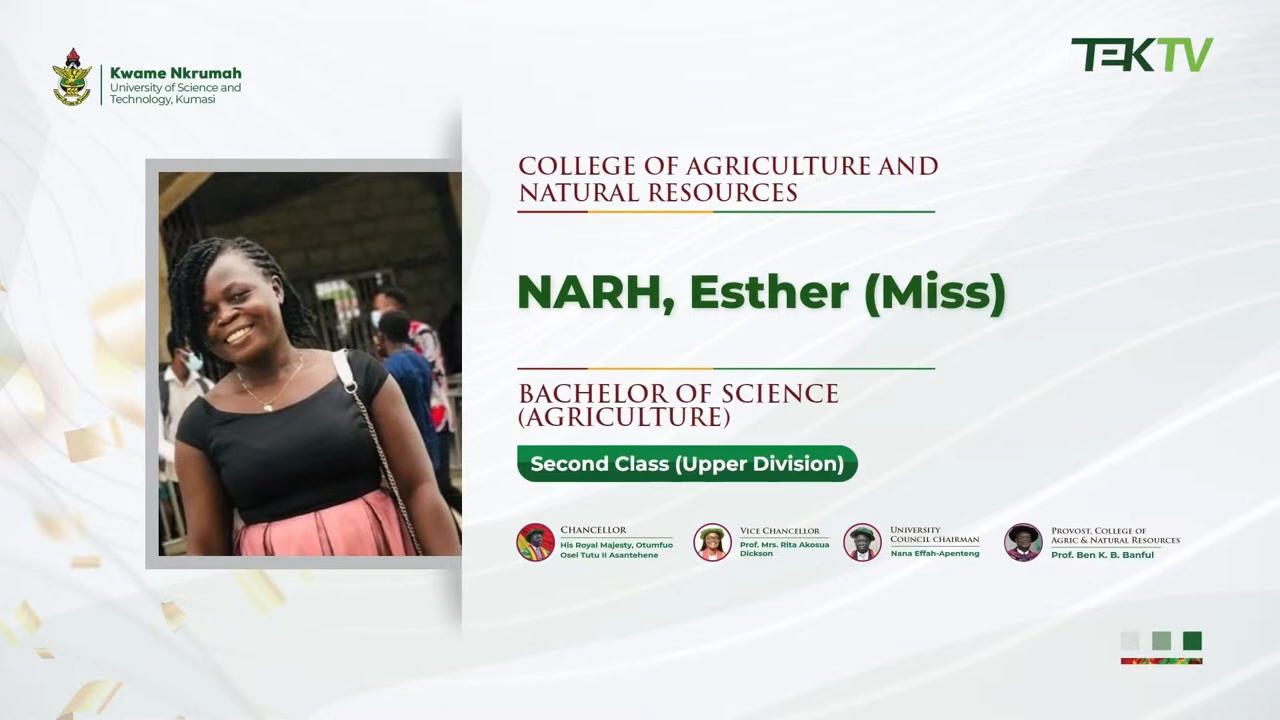 Kwame Nkrumah
University of Science and
Technology, Kumasi
TEKTV
COLLEGE OF AGRICULTURE AND
NATURAL RESOURCES
NARH, Esther (Miss)
BACHELOR OF SCIENCE
(AGRICULTURE)
Second Class (Upper Division)
CHANCELLOR
His Royal Majesty, Otumfuo
Osei Tutu II Asantehene
VICE CHANCELLOR
Prof. Mrs. Rita Akosua
Dickson
UNIVERSITY
COUNCIL CHAIRMAN
Nana Effah-Apenteng
PROVOST, COLLEGE OF
AGRIC & NATURAL RESOURCES
Prof. Ben K. B. Banful